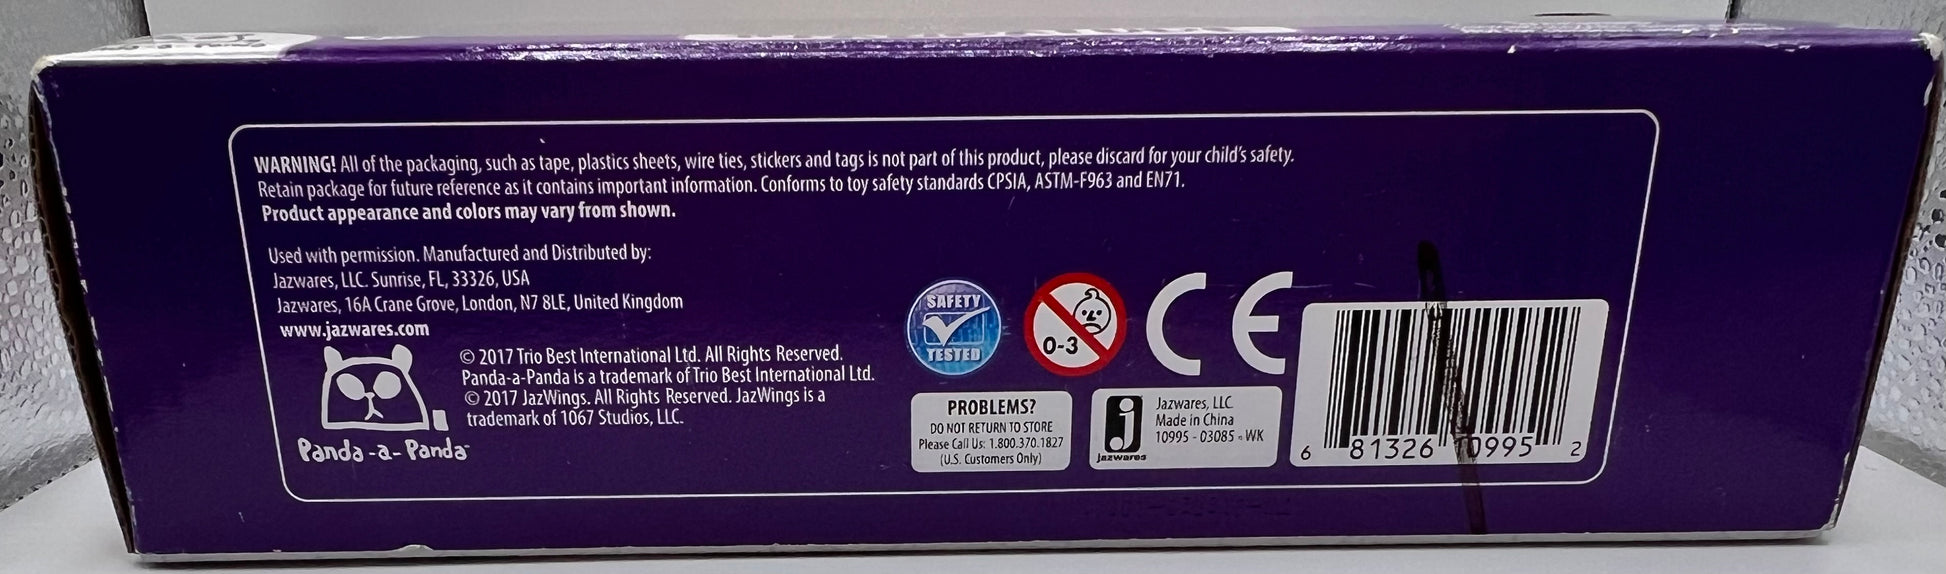 WARNING! All of the packaging, such as tape, plastics sheets, wire ties, stickers and tags is not part of this product, please discard for your child's safety.
Retain package for future reference as it contains important information. Conforms to toy safety standards CPSIA, ASTM-F963 and EN71.
Product appearance and colors may vary from shown.
Used with permission. Manufactured and Distributed by:
Jazwares, LLC. Sunrise, FL, 33326, USA
Jazwares, 16A Crane Grove, London, N7 8LE, United Kingdom
www.jazwares.com
© 2017 Trio Best International Ltd. All Rights Reserved.
Panda-a-Panda is a trademark of Trio Best International Ltd.
© 2017 JazWings. All Rights Reserved. JazWings is a
trademark of 1067 Studios, LLC.
Panda-a-Panda
SAFETY
TESTED
0-3
CE
PROBLEMS?
DO NOT RETURN TO STORE
Please Call Us: 1.800.370.1827
(U.S. Customers Only)
j
Jazwares
Jazwares, LLC
Made in China
10995 - 03085 - WK
6 81326 10995 2